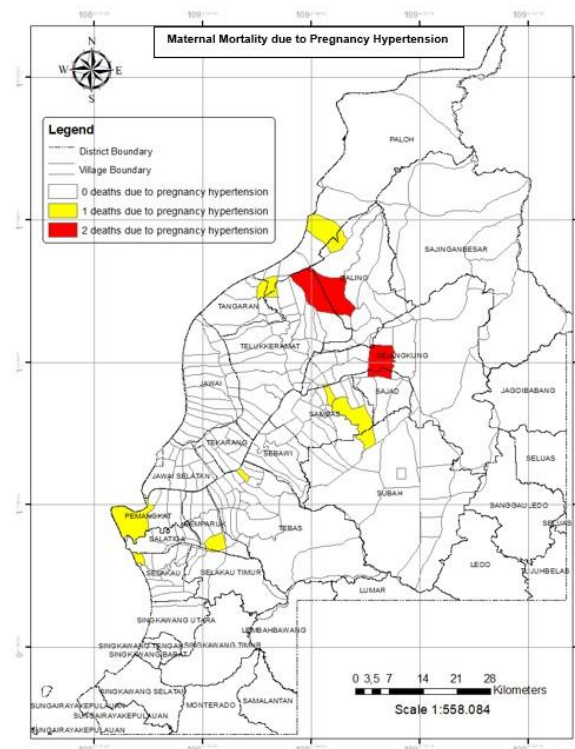 Maternal Mortality due to Pregnancy Hypertension
N
W
E
S
Legend
District Boundary
Village Boundary
0 deaths due to pregnancy hypertension
1 deaths due to pregnancy hypertension
2 deaths due to pregnancy hypertension
PALOH
SAJINGANBESAR
TANGARAN
TELUKKERAMAT
JAWAI
SAJAD
JAGOIBABANG
SAMBAS
TEKARANG
SEBAWI
SELUAS
JAWAI SELATAN
SUBAH
SANGGAU LEDO
PEMANGKAT
SELUAS
TEBAS
SALATIGA
SELAKAU
SELAKAU TIMUR
LEDO
TUJUHBELAS
LUMAR
SINGKAWANG UTARA
LEMBAHBAWANG
SINGKAWANG TENGAH
SINGKAWANG TIMUR
SINGKAWANG BARAT
SINGKAWANG SELATAN
SUNGAIRAYAKEPULAUAN
MONTERADO
SAMALANTAN
SUNGAIRAYAKEPULAUAN
SUNGAIRAYAKEPULAUAN
0 3,5 7 14 21 28
Kilometers
Scale 1:558.084